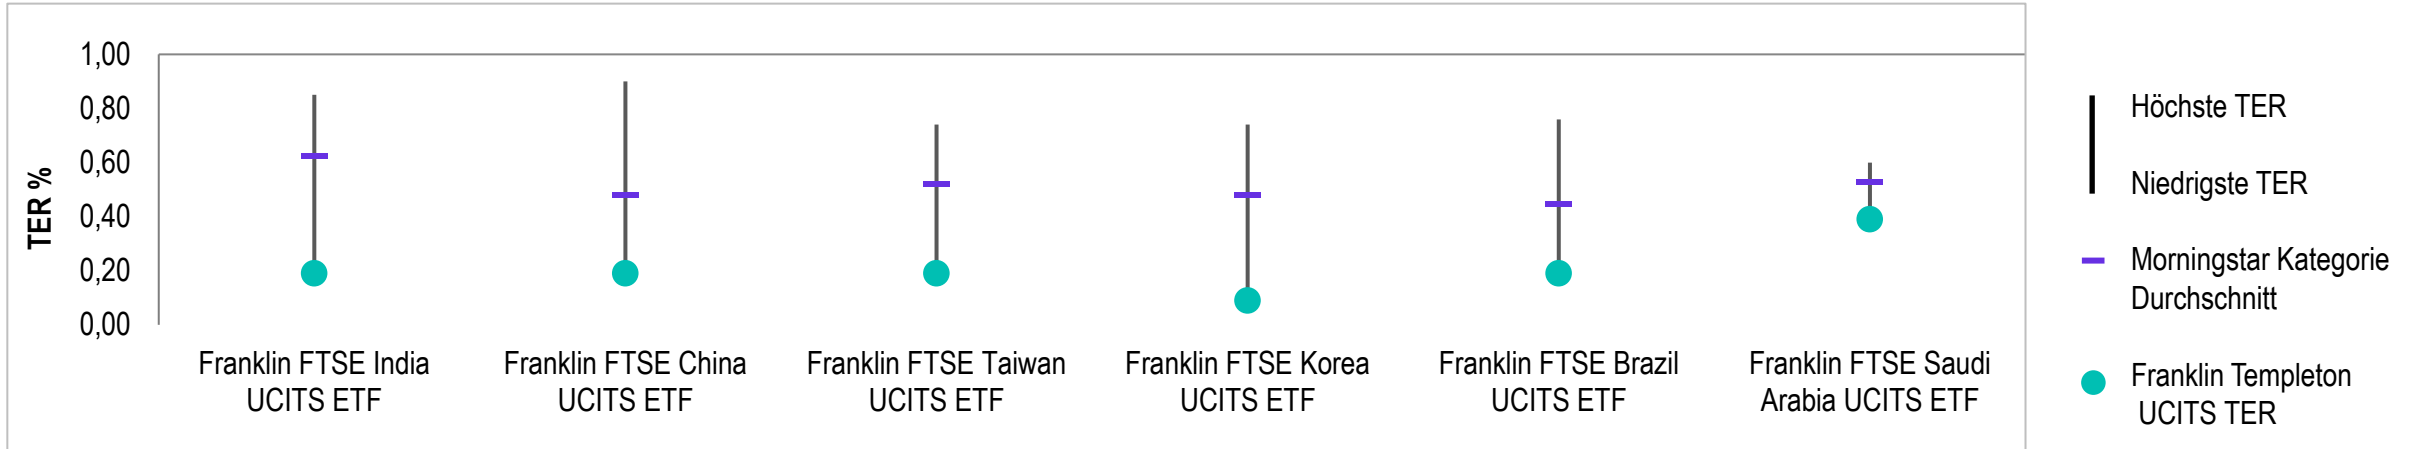 TER %
1,00
0,80
0,60
0,40
0,20
0,00
Franklin FTSE India
UCITS ETF
Franklin FTSE China
UCITS ETF
Franklin FTSE Taiwan
UCITS ETF
Franklin FTSE Korea
UCITS ETF
Franklin FTSE Brazil
UCITS ETF
Franklin FTSE Saudi
Arabia UCITS ETF
Höchste TER
Niedrigste TER
Morningstar Kategorie
Durchschnitt
Franklin Templeton
UCITS TER